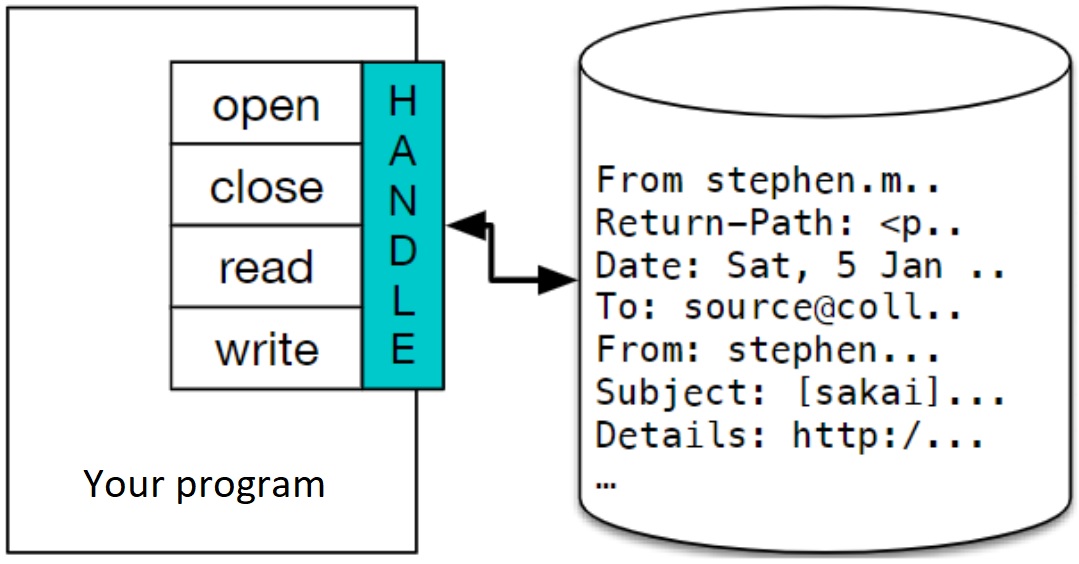 open
close
read
write
HANDLE
Your program
From stephen.m..
Return-Path: <p..
Date: Sat, 5 Jan ..
To: source@coll..
From: stephen...
Subject: [sakai]...
Details: http:/...
…